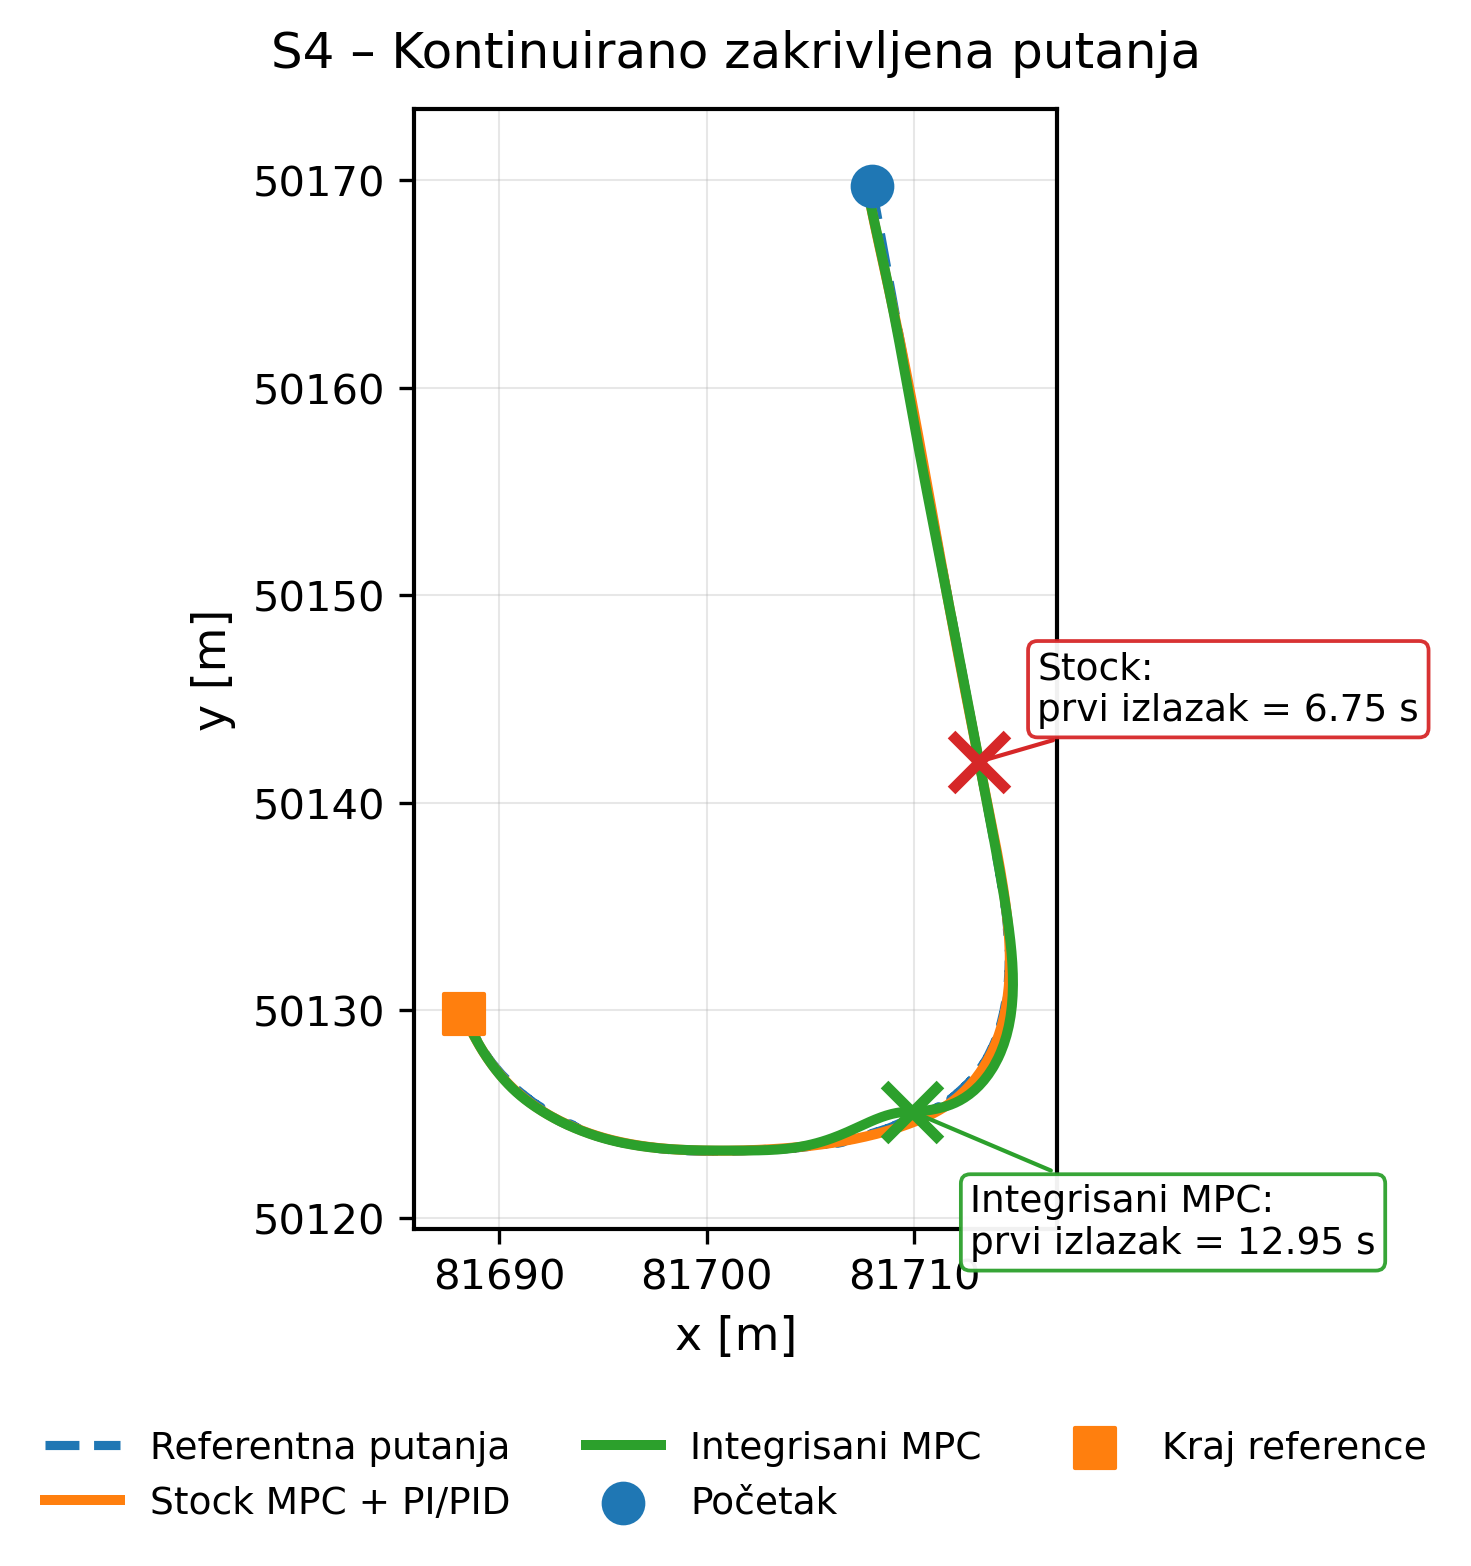 S4 – Kontinuirano zakrivljena putanja
50170
50160
50150
50140
50130
50120
y [m]
Stock:
prvi izlazak = 6.75 s
Integrisani MPC:
prvi izlazak = 12.95 s
81690
81700
81710
x [m]
Referentna putanja
Stock MPC + PI/PID
Integrisani MPC
Početak
Kraj reference